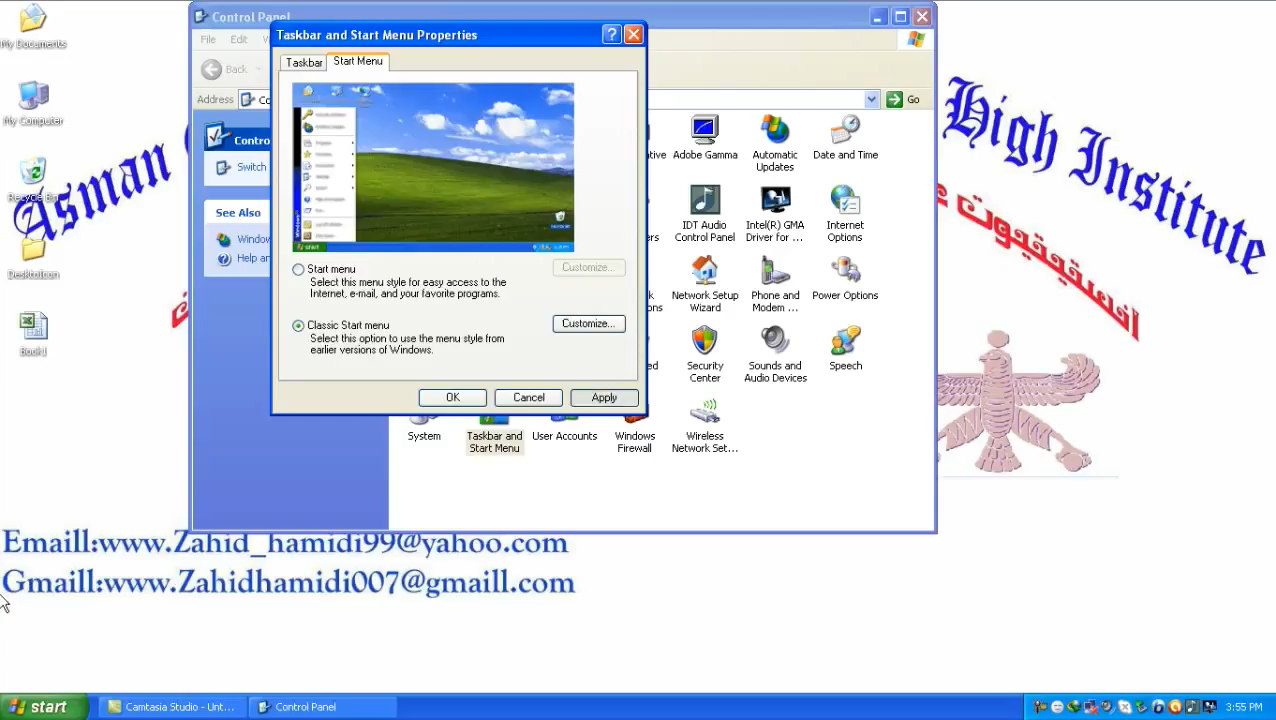 My Documents
My Computer
Recycle Bin
Book1
Asman
High Institute
Control Panel
File
Edit
Back
Address
Go
Contro
Switch
See Also
Window
Help an
Taskbar and Start Menu Properties
Taskbar
Start Menu
start
Start menu
Customize...
Select this menu style for easy access to the
Internet, e-mail, and your favorite programs.
Classic Start menu
Customize...
Select this option to use the menu style from
earlier versions of Windows.
OK
Cancel
Apply
Adobe Gamma
Automatic
Updates
Date and Time
IDT Audio
Control Panel
Intel(R) GMA
Driver for ...
Internet
Options
Network Setup
Wizard
Phone and
Modem ...
Power Options
Security
Center
Sounds and
Audio Devices
Speech
System
Taskbar and
Start Menu
User Accounts
Windows
Firewall
Wireless
Network Set...
Emaill:www.Zahid_hamidi99@yahoo.com
Gmaill:www.Zahidhamidi007@gmaill.com
start
Camtasia Studio - Unt...
Control Panel
3:55 PM